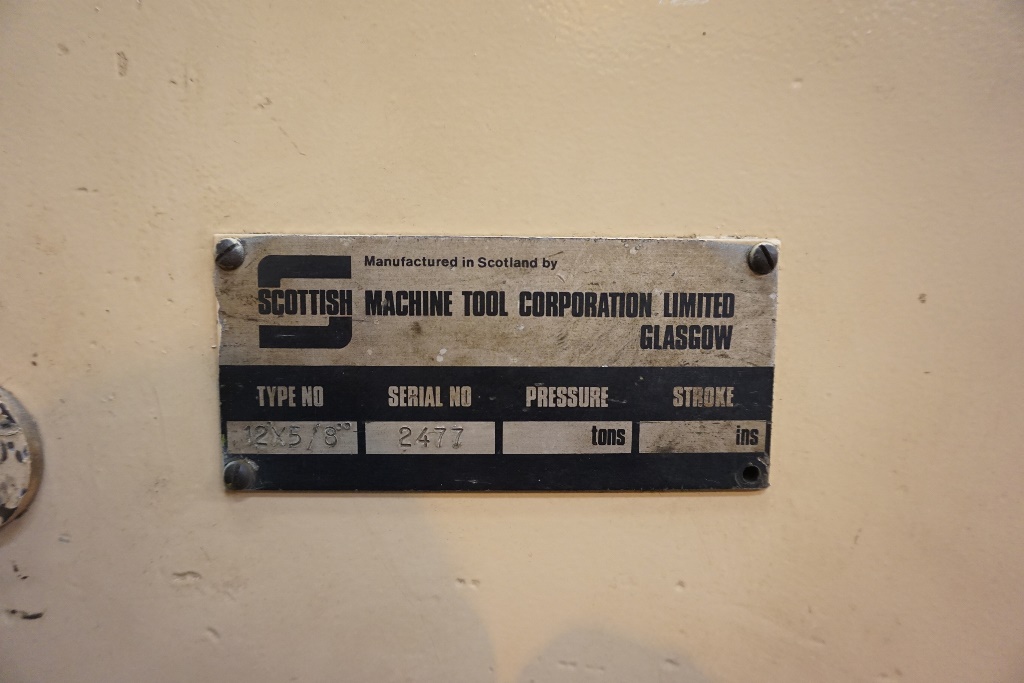 Manufactured in Scotland by
SCOTTISH MACHINE TOOL CORPORATION LIMITED
GLASGOW
TYPE NO SERIAL NO PRESSURE STROKE
12X5/8" 2477 tons ins